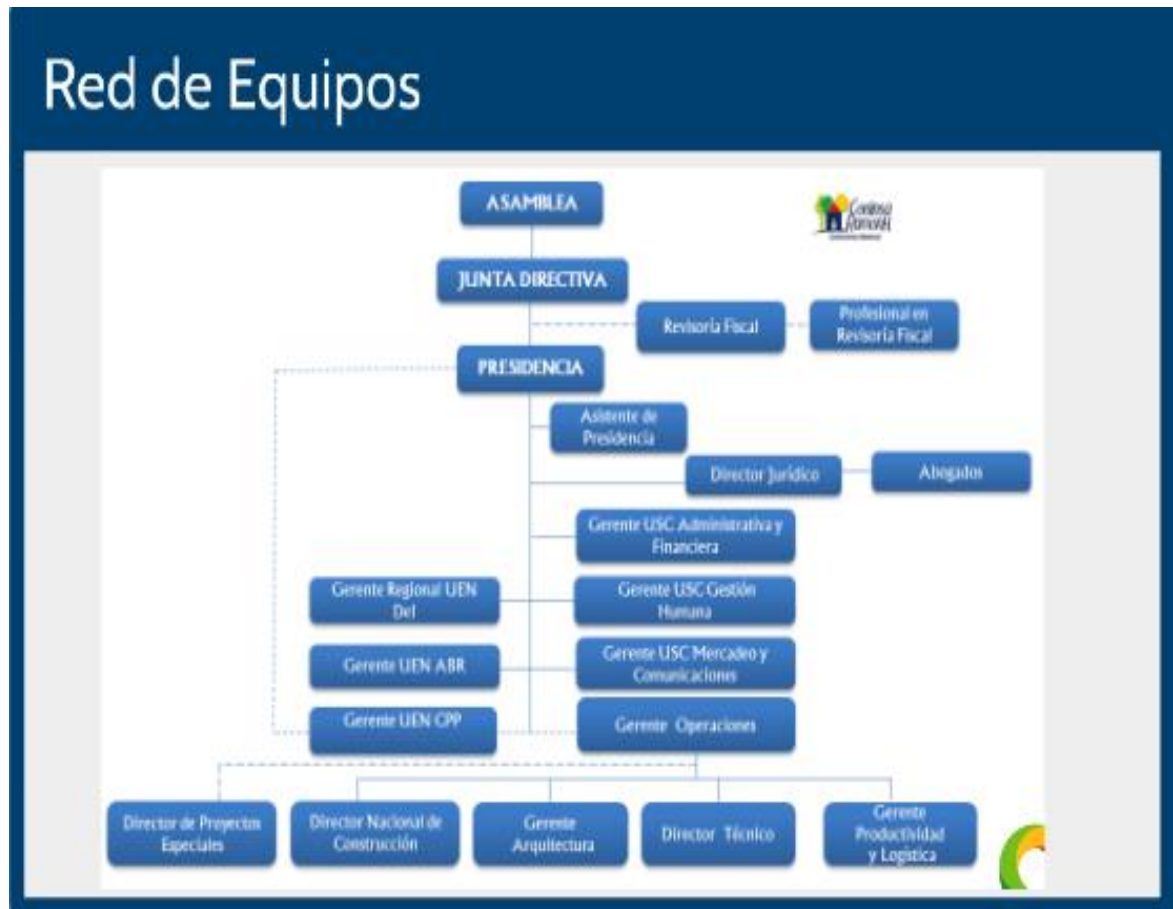 Red de Equipos
ASAMBLEA
JUNTA DIRECTIVA
Revisoría Fiscal
Profesional en
Revisoría Fiscal
PRESIDENCIA
Asistente de
Presidencia
Director Jurídico
Abogados
Gerente USC Administrativa y
Financiera
Gerente Regional UEN
Def
Gerente USC Gestión
Humana
Gerente UEN ABR
Gerente USC Mercadeo y
Comunicaciones
Gerente UEN CPP
Gerente Operaciones
Director de Proyectos
Especiales
Director Nacional de
Construcción
Gerente
Arquitectura
Director Técnico
Gerente
Productividad
y Logística